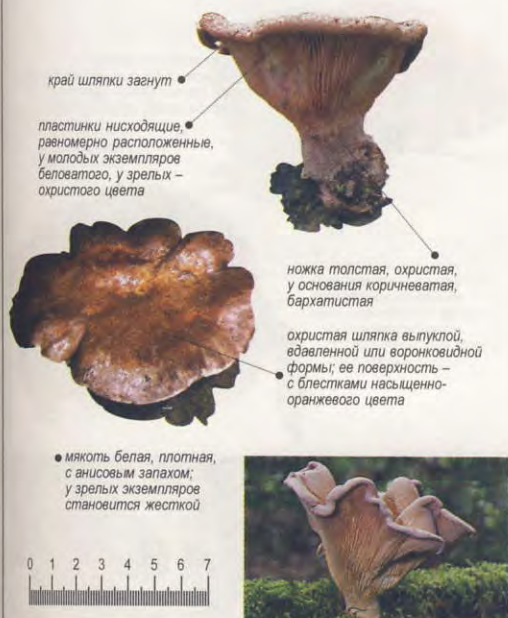 край шляпки загнут
пластинки нисходящие,
равномерно расположенные,
у молодых экземпляров
беловатого, у зрелых –
охристого цвета
ножка толстая, охристая,
у основания коричневатая,
бархатистая
охристая шляпка выпуклой,
вдавленной или воронковидной
формы; ее поверхность –
с блестками насыщенно-
оранжевого цвета
мякоть белая, плотная,
с анисовым запахом;
у зрелых экземпляров
становится жесткой
0 1 2 3 4 5 6 7